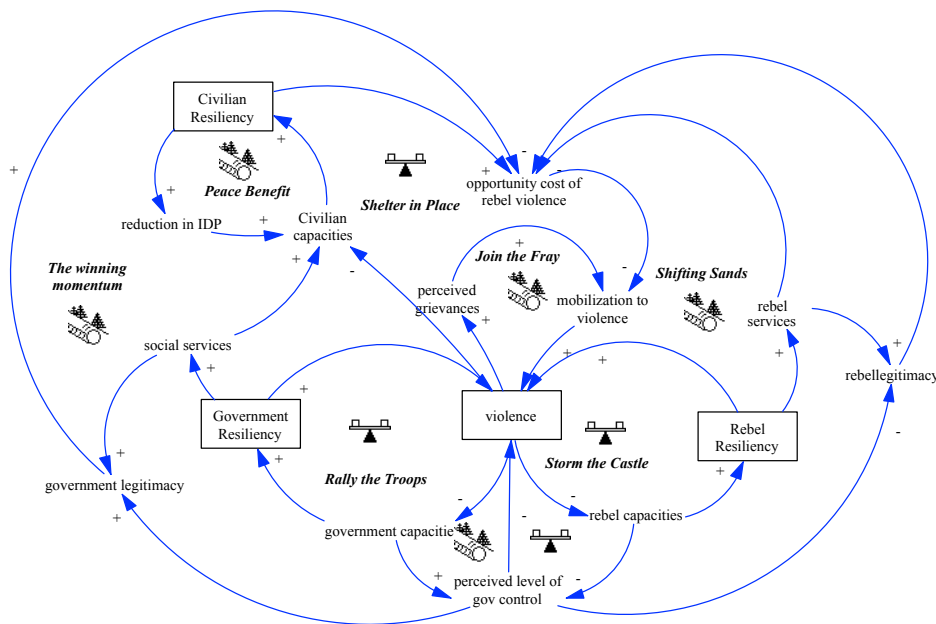 Civilian
Resiliency
+
+
-
-
+
-
Peace Benefit
+
Shelter in Place
opportunity cost of
rebel violence
reduction in IDP
+
Civilian
capacities
+
-
+
Join the Fray
-
Shifting Sands
The winning
momentum
perceived
grievances
+
mobilization to
violence
rebel
services
social services
+
+
+
+
+
+
rebellegitimacy
Government
Resiliency
violence
Rebel
Resiliency
-
+
Rally the Troops
Storm the Castle
+
+
government legitimacy
+
-
-
government capacitie
-
rebel capacities
+
-
perceived level of
gov control